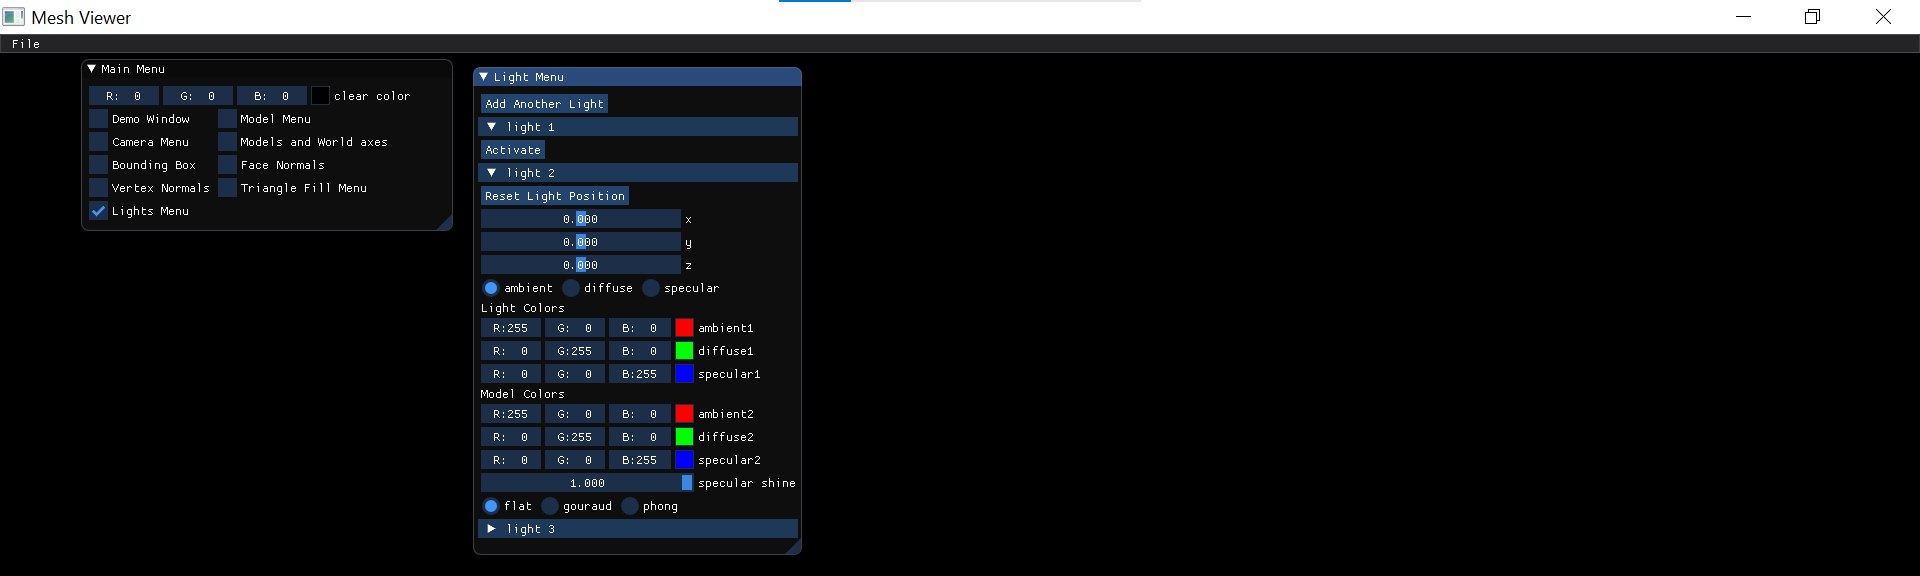 Mesh Viewer
File
Main Menu
R: 0 G: 0 B: 0 clear color
Demo Window Model Menu
Camera Menu Models and World axes
Bounding Box Face Normals
Vertex Normals Triangle Fill Menu
Lights Menu
Light Menu
Add Another Light
light 1
Activate
light 2
Reset Light Position
0.000 x
0.000 y
0.000 z
ambient diffuse specular
Light Colors
R:255 G: 0 B: 0 ambient1
R: 0 G:255 B: 0 diffuse1
R: 0 G: 0 B:255 specular1
Model Colors
R:255 G: 0 B: 0 ambient2
R: 0 G:255 B: 0 diffuse2
R: 0 G: 0 B:255 specular2
1.000 specular shine
flat gouraud phong
light 3